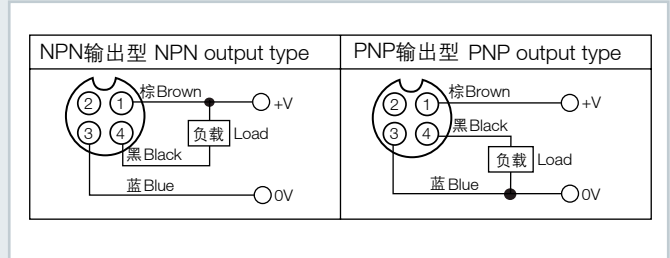 NPN输出型 NPN output type
棕Brown
2 1
+V
3 4
负载 Load
黑Black
蓝Blue
0V
PNP输出型 PNP output type
棕Brown
2 1
+V
黑Black
3 4
负载 Load
蓝Blue
0V